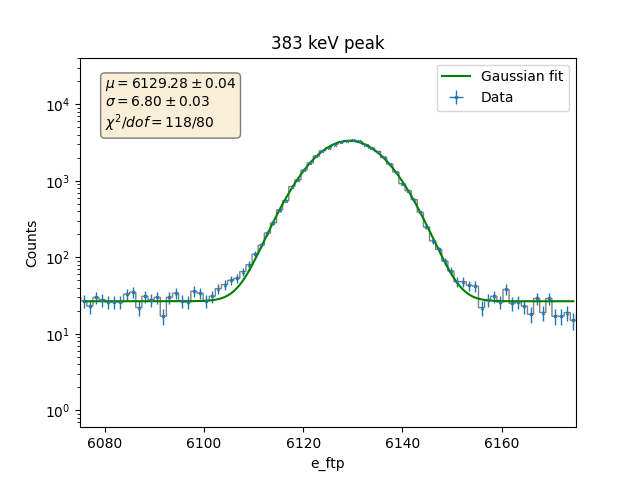 383 keV peak
μ = 6129.28 ± 0.04
σ = 6.80 ± 0.03
χ²/dof = 118/80
Gaussian fit
Data
10⁴
10³
10²
10¹
10⁰
Counts
6080 6100 6120 6140 6160
e_ftp